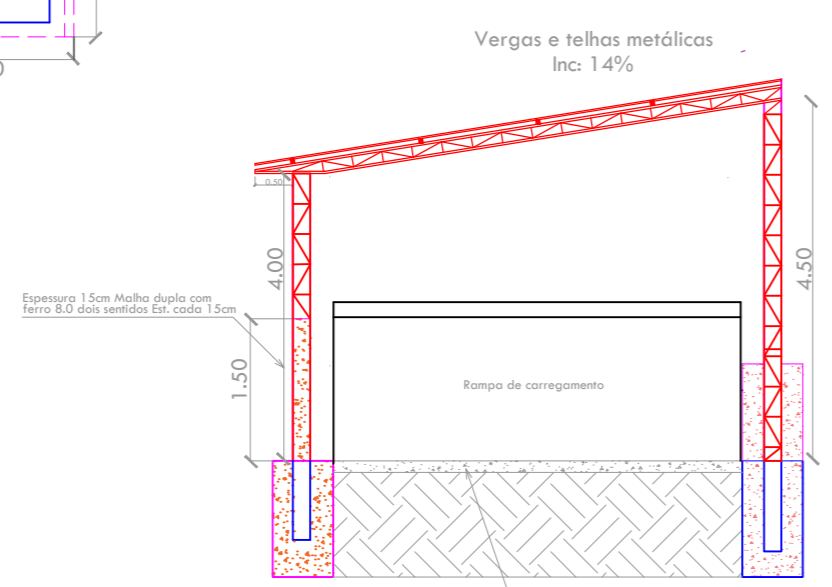 0
Vergas e telhas metálicas
Inc: 14%
0.50
4.00
4.50
Espessura 15cm Malha dupla com
ferro 8.0 dois sentidos Est. cada 15cm
1.50
Rampa de carregamento